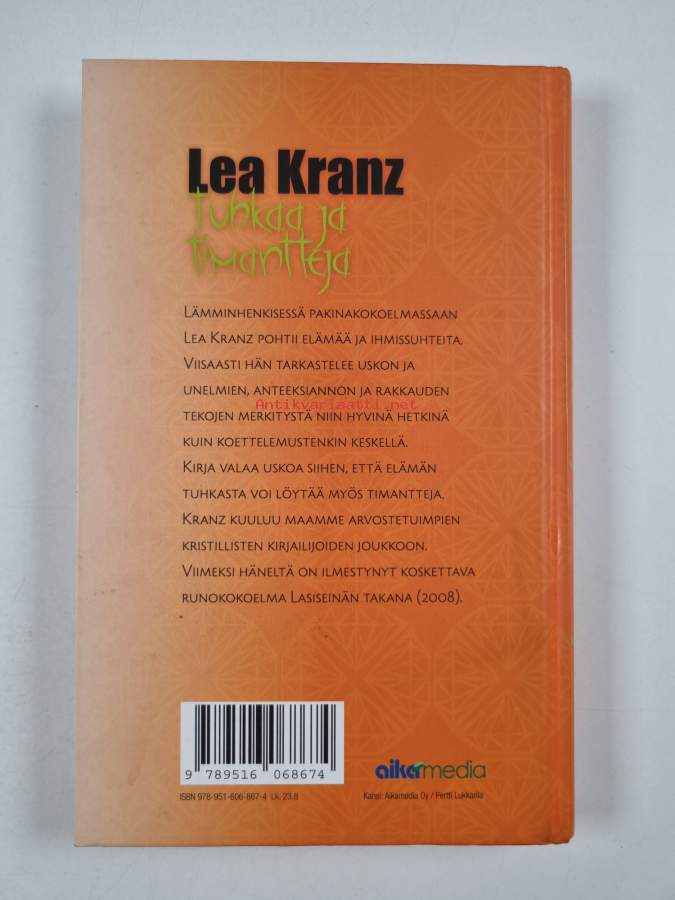 Lea Kranz
Tuhkaa ja
timantteja
Lämminhenkisessä pakinakokoelmassaan
Lea Kranz pohtii elämää ja ihmissuhteita.
Viisaasti hän tarkastelee uskon ja
unelmien, anteeksiannon ja rakkauden
Antikvariaatti.net
tekojen merkitystä niin hyvinä hetkinä
kuin koettelemustenkin keskellä.
Kirja valaa uskoa siihen, että elämän
tuhkasta voi löytää myös timantteja.
Kranz kuuluu maamme arvostetuimpien
kristillisten kirjailijoiden joukkoon.
Viimeksi häneltä on ilmestynyt koskettava
runokokoelma Lasiseinän takana (2008).
9 789516 068674
aikamedia
ISBN 978-951-606-867-4 Lk. 23.8
Kansi: Aikamedia Oy / Pertti Lukkarila